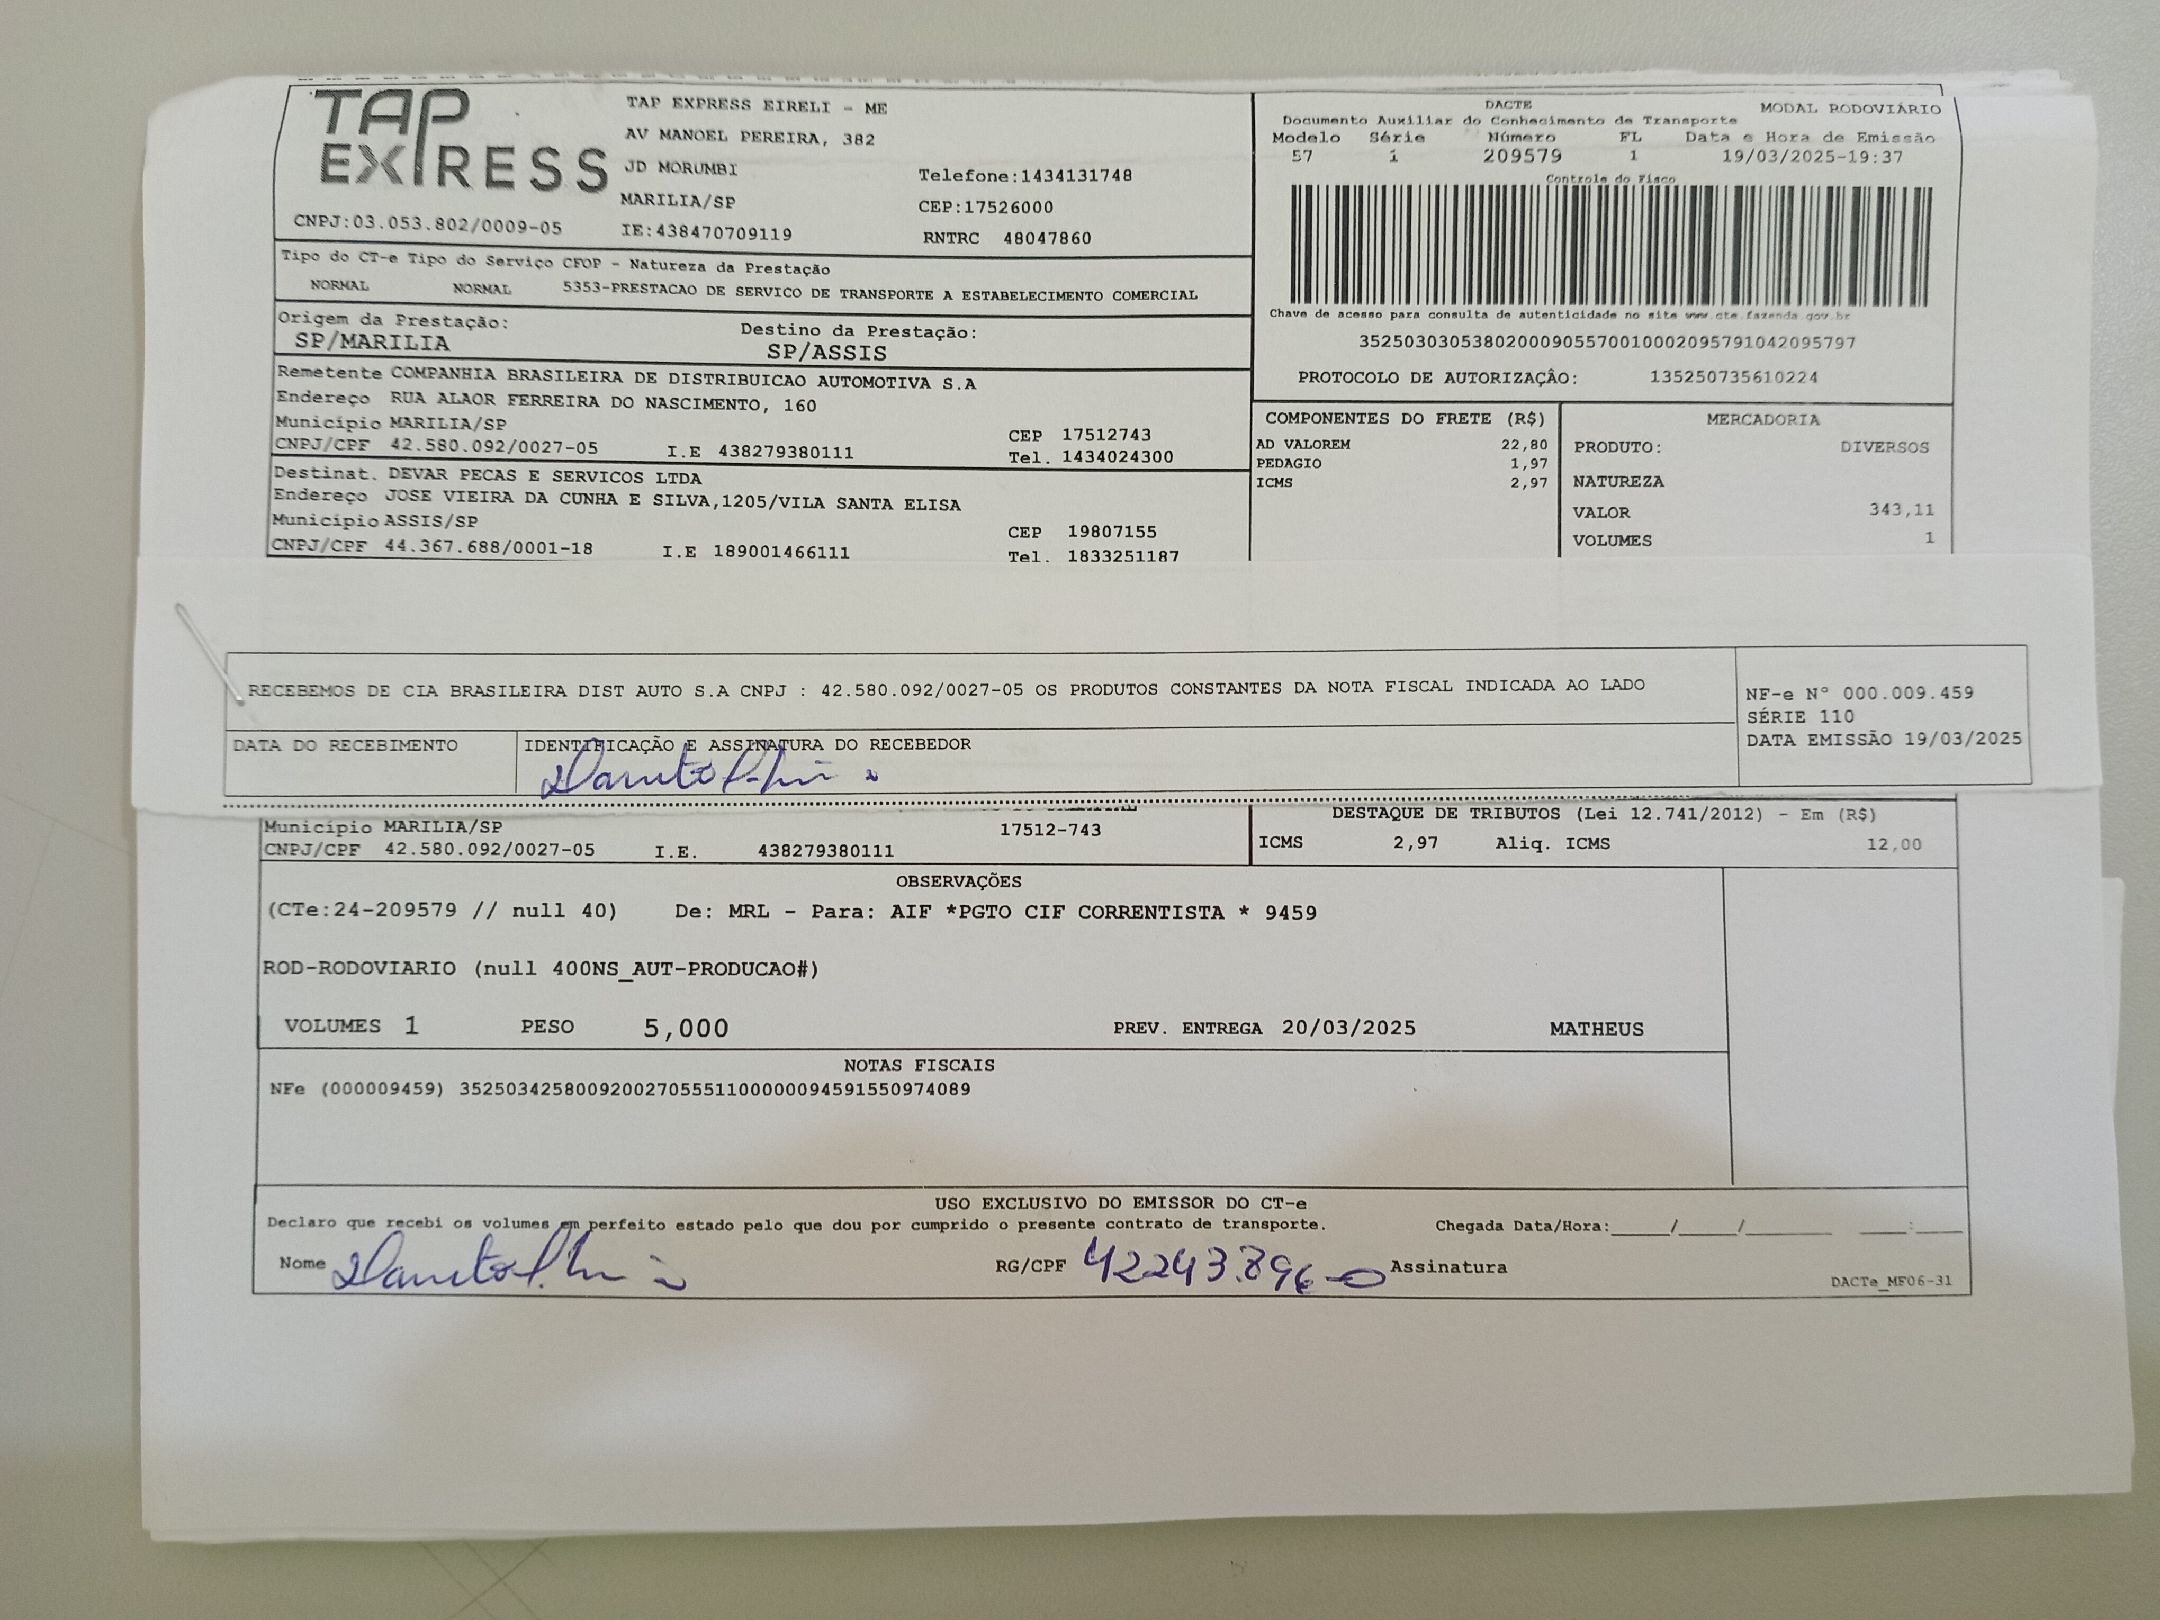 TAP EXPRESS
TAP EXPRESS EIRELI - ME
AV MANOEL PEREIRA, 382
JD MORUMBI Telefone:1434131748
MARILIA/SP CEP:17526000
CNPJ:03.053.802/0009-05 IE:438470709119 RNTRC 48047860
DACTE MODAL RODOVIÁRIO
Documento Auxiliar do Conhecimento de Transporte
Modelo Série Número FL Data e Hora de Emissão
57 1 209579 1 19/03/2025-19:37
Controle do Fisco
Chave de acesso para consulta de autenticidade no site www.cte.fazenda.gov.br
35250303053802000905570010002095791042095797
PROTOCOLO DE AUTORIZAÇÂO: 135250735610224
Tipo do CT-e Tipo do Serviço CFOP - Natureza da Prestação
NORMAL NORMAL 5353-PRESTACAO DE SERVICO DE TRANSPORTE A ESTABELECIMENTO COMERCIAL
Origem da Prestação: Destino da Prestação:
SP/MARILIA SP/ASSIS
Remetente COMPANHIA BRASILEIRA DE DISTRIBUICAO AUTOMOTIVA S.A
Endereço RUA ALAOR FERREIRA DO NASCIMENTO, 160
Município MARILIA/SP CEP 17512743
CNPJ/CPF 42.580.092/0027-05 I.E 438279380111 Tel. 1434024300
Destinat. DEVAR PECAS E SERVICOS LTDA
Endereço JOSE VIEIRA DA CUNHA E SILVA,1205/VILA SANTA ELISA
Município ASSIS/SP CEP 19807155
CNPJ/CPF 44.367.688/0001-18 I.E 189001466111 Tel. 1833251187
COMPONENTES DO FRETE (R$)
AD VALOREM 22,80
PEDAGIO 1,97
ICMS 2,97
MERCADORIA
PRODUTO: DIVERSOS
NATUREZA
VALOR 343,11
VOLUMES 1
RECEBEMOS DE CIA BRASILEIRA DIST AUTO S.A CNPJ : 42.580.092/0027-05 OS PRODUTOS CONSTANTES DA NOTA FISCAL INDICADA AO LADO
NF-e N° 000.009.459
SÉRIE 110
DATA EMISSÃO 19/03/2025
DATA DO RECEBIMENTO IDENTIFICAÇÃO E ASSINATURA DO RECEBEDOR
Município MARILIA/SP 17512-743
CNPJ/CPF 42.580.092/0027-05 I.E. 438279380111
DESTAQUE DE TRIBUTOS (Lei 12.741/2012) - Em (R$)
ICMS 2,97 Aliq. ICMS 12,00
OBSERVAÇÕES
(CTe:24-209579 // null 40) De: MRL - Para: AIF *PGTO CIF CORRENTISTA * 9459
ROD-RODOVIARIO (null 400NS_AUT-PRODUCAO#)
VOLUMES 1 PESO 5,000 PREV. ENTREGA 20/03/2025 MATHEUS
NOTAS FISCAIS
NFe (000009459) 35250342580092002705551100000094591550974089
USO EXCLUSIVO DO EMISSOR DO CT-e
Declaro que recebi os volumes em perfeito estado pelo que dou por cumprido o presente contrato de transporte. Chegada Data/Hora:____/____/______ ___:___
Nome RG/CPF 42243.896-0 Assinatura
DACTe_MF06-31